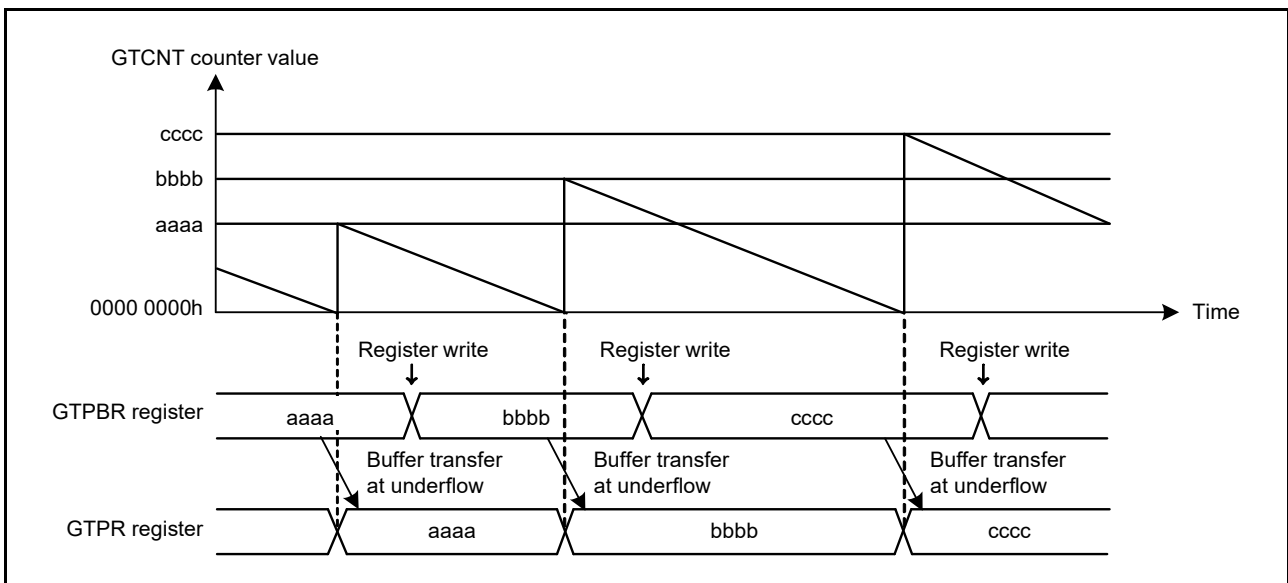 GTCNT counter value
cccc
bbbb
aaaa
0000 0000h
Time
Register write
Register write
Register write
GTPBR register
aaaa
bbbb
cccc
Buffer transfer
at underflow
Buffer transfer
at underflow
Buffer transfer
at underflow
GTPR register
aaaa
bbbb
cccc